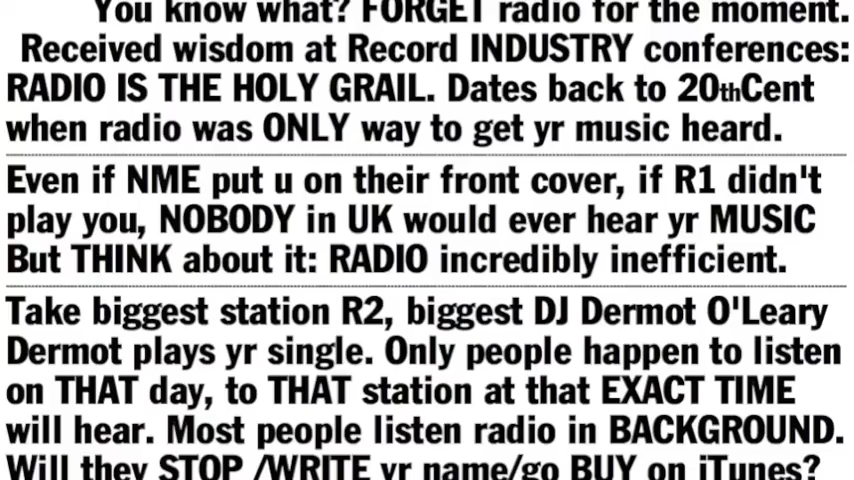 You know what? FORGET radio for the moment.
Received wisdom at Record INDUSTRY conferences:
RADIO IS THE HOLY GRAIL. Dates back to 20thCent
when radio was ONLY way to get yr music heard.
Even if NME put u on their front cover, if R1 didn't
play you, NOBODY in UK would ever hear yr MUSIC
But THINK about it: RADIO incredibly inefficient.
Take biggest station R2, biggest DJ Dermot O'Leary
Dermot plays yr single. Only people happen to listen
on THAT day, to THAT station at that EXACT TIME
will hear. Most people listen radio in BACKGROUND.
Will they STOP /WRITE yr name/go BUY on iTunes?